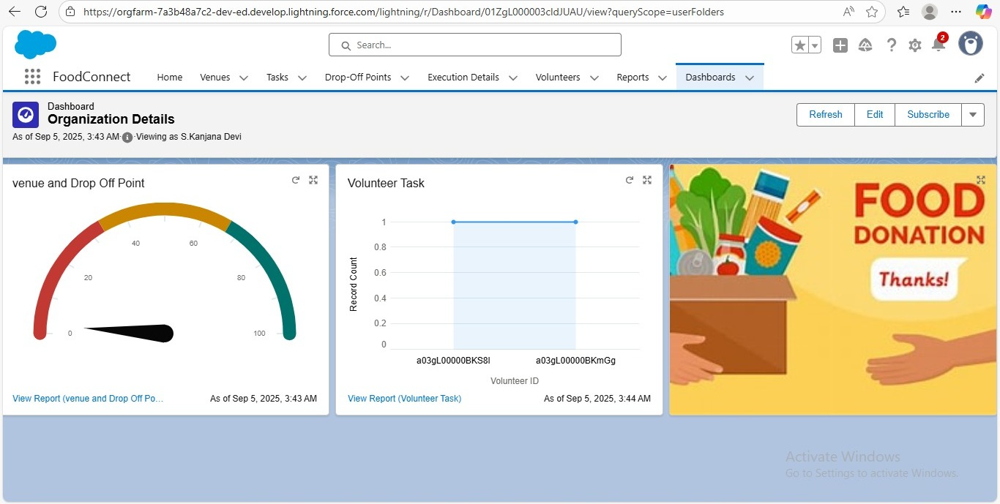 https://orgfarm-7a3b48a7c2-dev-ed.develop.lightning.force.com/lightning/r/Dashboard/01ZgL000003cldJUAU/view?queryScope=userFolders
Search...
2
FoodConnect
Home
Venues
Tasks
Drop-Off Points
Execution Details
Volunteers
Reports
Dashboards
Dashboard
Organization Details
As of Sep 5, 2025, 3:43 AM·Viewing as S.Kanjana Devi
Refresh
Edit
Subscribe
venue and Drop Off Point
0
20
40
60
80
100
View Report (venue and Drop Off Po...
As of Sep 5, 2025, 3:43 AM
Volunteer Task
Record Count
1
0.8
0.6
0.4
0.2
0
a03gL00000BKS8I
a03gL00000BKmGg
Volunteer ID
View Report (Volunteer Task)
As of Sep 5, 2025, 3:44 AM
FOOD
DONATION
Thanks!
Activate Windows
Go to Settings to activate Windows.